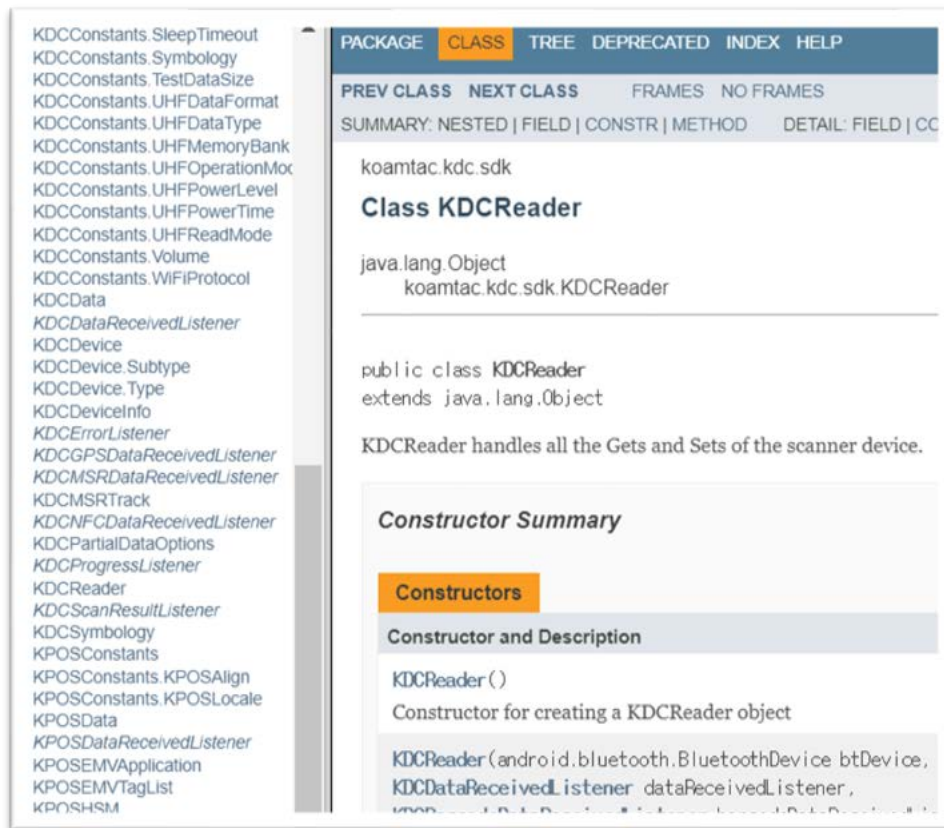 KDCConstants.SleepTimeout
KDCConstants.Symbology
KDCConstants.TestDataSize
KDCConstants.UHFDataFormat
KDCConstants.UHFDataType
KDCConstants.UHFMemoryBank
KDCConstants.UHFOperationMoc
KDCConstants.UHFPowerLevel
KDCConstants.UHFPowerTime
KDCConstants.UHFReadMode
KDCConstants.Volume
KDCConstants.WiFiProtocol
KDCData
KDCDataReceivedListener
KDCDevice
KDCDevice.Subtype
KDCDevice.Type
KDCDeviceInfo
KDCErrorListener
KDCGPSDataReceivedListener
KDCMSRDataReceivedListener
KDCMSRTrack
KDCNFCDataReceivedListener
KDCPartialDataOptions
KDCProgressListener
KDCReader
KDCScanResultListener
KDCSymbology
KPOSConstants
KPOSConstants.KPOSAlign
KPOSConstants.KPOSLocale
KPOSData
KPOSDataReceivedListener
KPOSEMVApplication
KPOSEMVTagList
KPOSHSM
PACKAGE CLASS TREE DEPRECATED INDEX HELP
PREV CLASS NEXT CLASS FRAMES NO FRAMES
SUMMARY: NESTED | FIELD | CONSTR | METHOD DETAIL: FIELD | CC
koamtac.kdc.sdk
Class KDCReader
java.lang.Object
koamtac.kdc.sdk.KDCReader
public class KDCReader
extends java.lang.Object
KDCReader handles all the Gets and Sets of the scanner device.
Constructor Summary
Constructors
Constructor and Description
KDCReader()
Constructor for creating a KDCReader object
KDCReader(android.bluetooth.BluetoothDevice btDevice,
KDCDataReceivedListener dataReceivedListener,